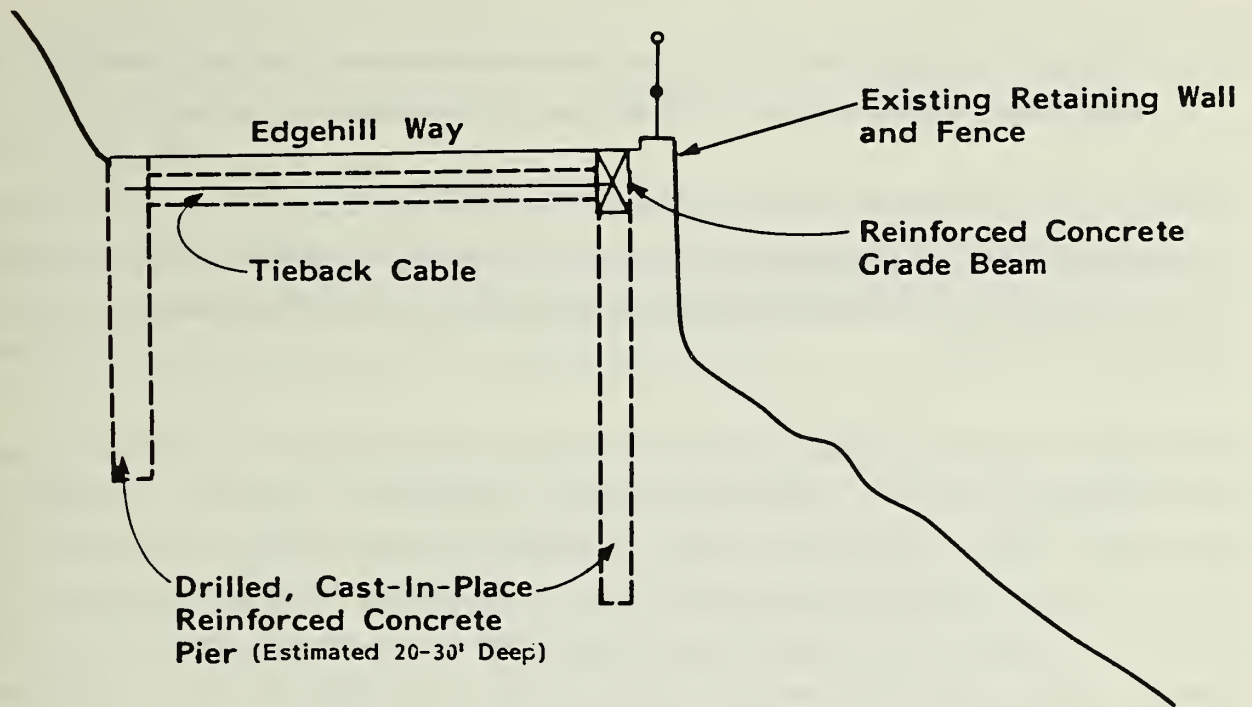 Edgehill Way
Existing Retaining Wall
and Fence
Reinforced Concrete
Grade Beam
Tieback Cable
Drilled, Cast-In-Place
Reinforced Concrete
Pier (Estimated 20-30' Deep)